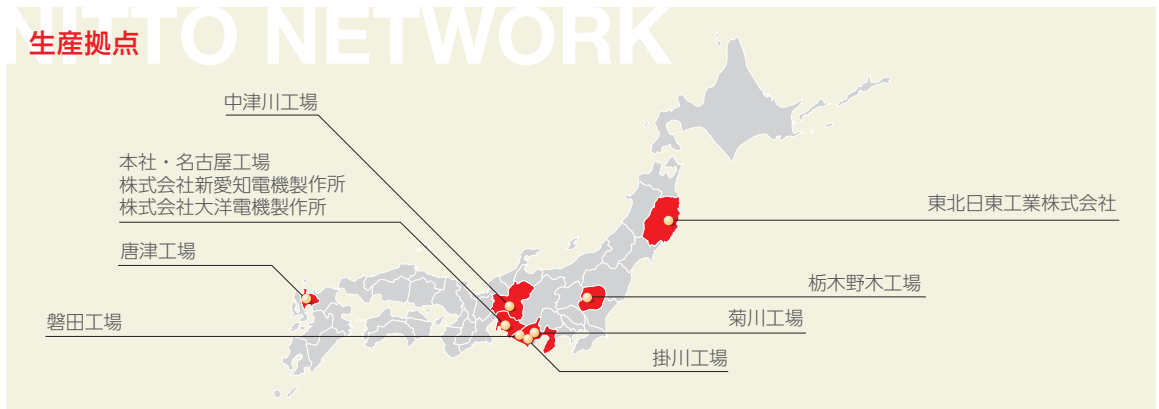 NITTO NETWORK
生産拠点
中津川工場
本社・名古屋工場
株式会社新愛知電機製作所
株式会社大洋電機製作所
唐津工場
磐田工場
東北日東工業株式会社
栃木野木工場
菊川工場
掛川工場